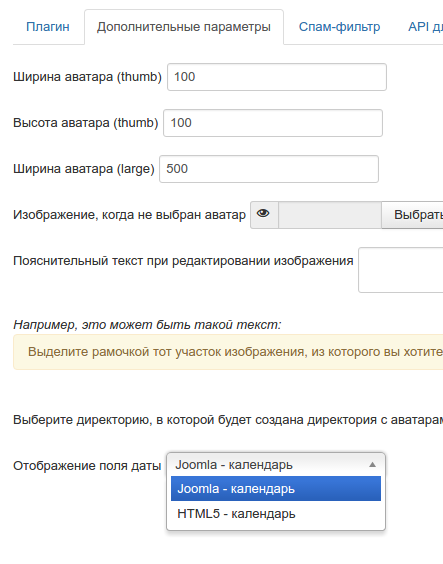 Плагин Дополнительные параметры Спам-фильтр API
Ширина аватара (thumb) 100
Высота аватара (thumb) 100
Ширина аватара (large) 500
Изображение, когда не выбран аватар Выбрать
Пояснительный текст при редактировании изображения
Например, это может быть такой текст:
Выделите рамочкой тот участок изображения, из которого вы хотите
Выберите директорию, в которой будет создана директория с аватарам
Отображение поля даты Joomla - календарь
Joomla - календарь
HTML5 - календарь